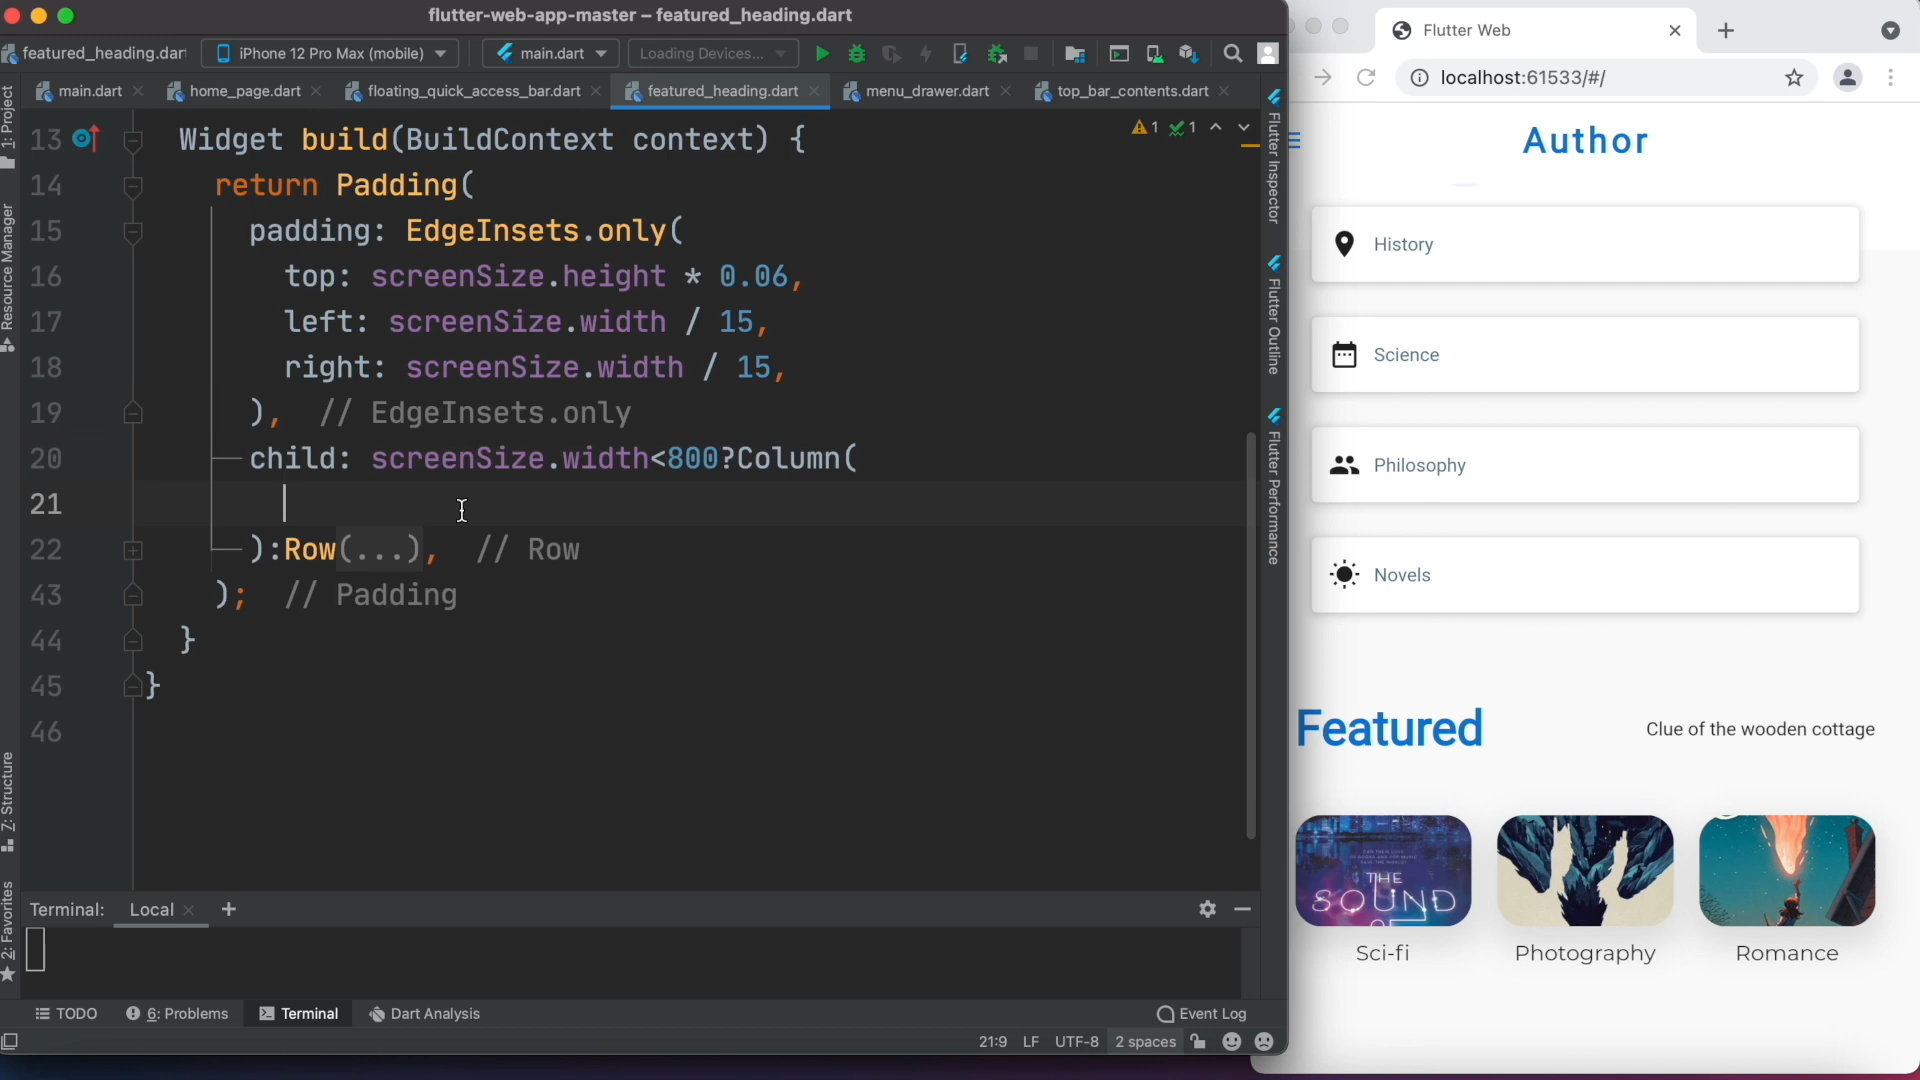 flutter-web-app-master – featured_heading.dart
featured_heading.dart
iPhone 12 Pro Max (mobile)
main.dart
Loading Devices...
main.dart
home_page.dart
floating_quick_access_bar.dart
featured_heading.dart
menu_drawer.dart
top_bar_contents.dart
1: Project
Resource Manager
Z: Structure
2: Favorites
13 Widget build(BuildContext context) {
14 return Padding(
15 padding: EdgeInsets.only(
16 top: screenSize.height * 0.06,
17 left: screenSize.width / 15,
18 right: screenSize.width / 15,
19 ), // EdgeInsets.only
20 child: screenSize.width<800?Column(
21
22 ):Row(...), // Row
43 ); // Padding
44 }
45 }
46
1 1
Flutter Inspector
Flutter Outline
Flutter Performance
Terminal: Local +
TODO
6: Problems
Terminal
Dart Analysis
Event Log
21:9 LF UTF-8 2 spaces
Flutter Web
localhost:61533/#/
Author
History
Science
Philosophy
Novels
Featured
Clue of the wooden cottage
THE
SOUND
Sci-fi
Photography
Romance